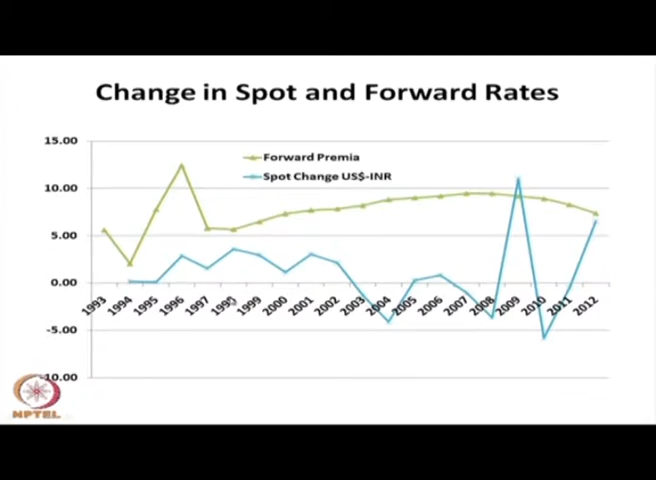 Change in Spot and Forward Rates
15.00
Forward Premia
Spot Change US$-INR
10.00
5.00
0.00
1993 1994 1995 1996 1997 1998 1999 2000 2001 2002 2003 2004 2005 2006 2007 2008 2009 2010 2011 2012
-5.00
-10.00
NPTEL